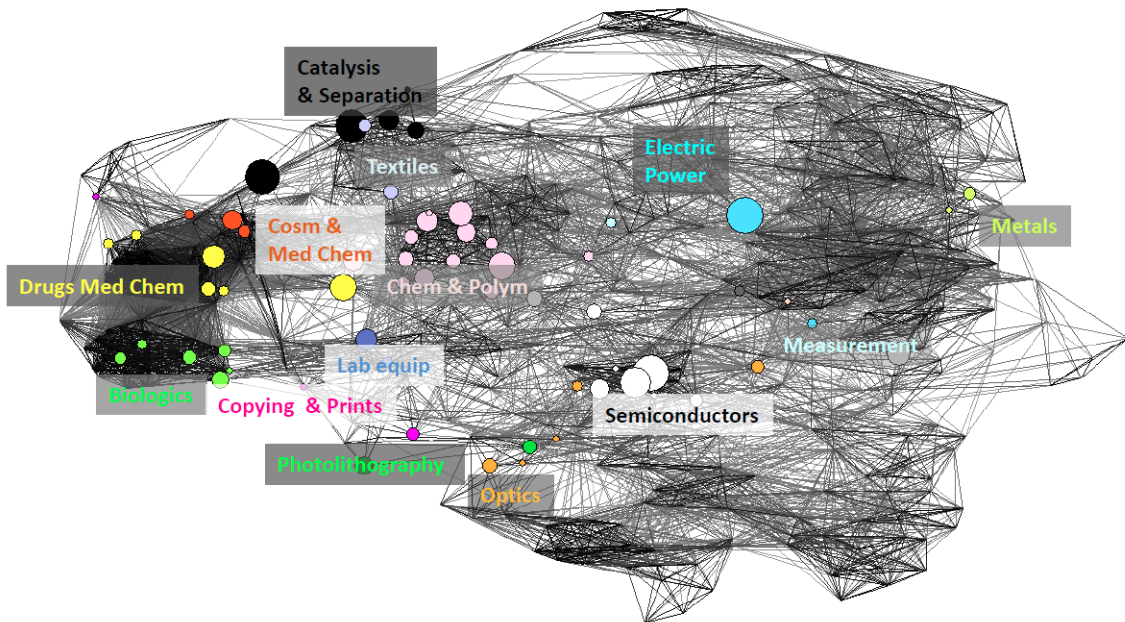 Catalysis
& Separation
Textiles
Electric
Power
Cosm &
Med Chem
Metals
Drugs Med Chem
Chem & Polym
Measurement
Lab equip
Biologics
Copying & Prints
Semiconductors
Photolithography
Optics